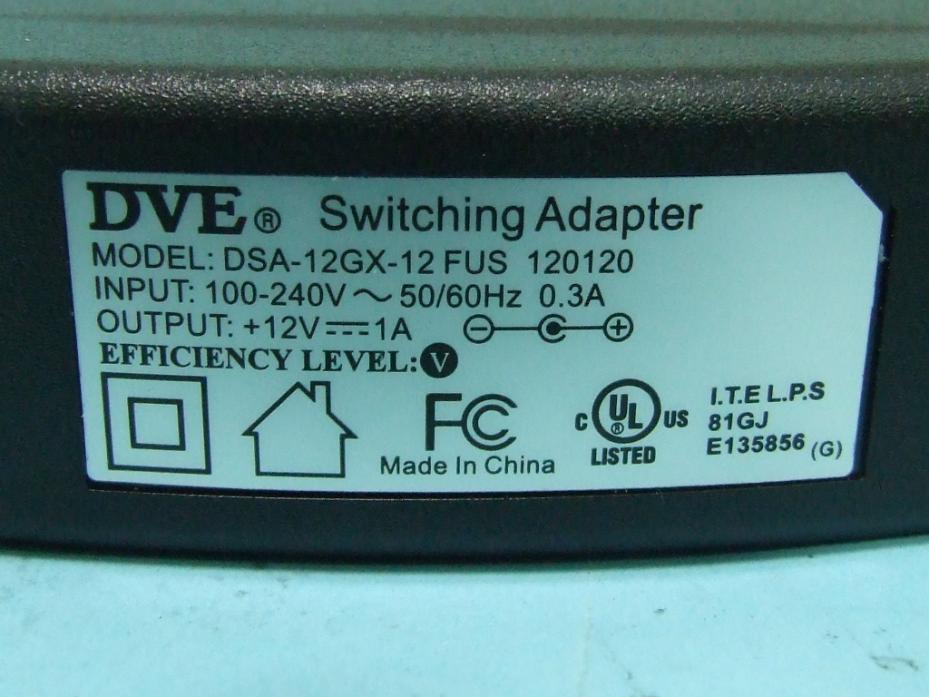 DVE® Switching Adapter
MODEL: DSA-12GX-12 FUS 120120
INPUT: 100-240V ~ 50/60Hz 0.3A
OUTPUT: +12V ⎓ 1A
EFFICIENCY LEVEL: V
FC
Made In China
C UL® US
LISTED
I.T.E L.P.S
81GJ
E135856 (G)